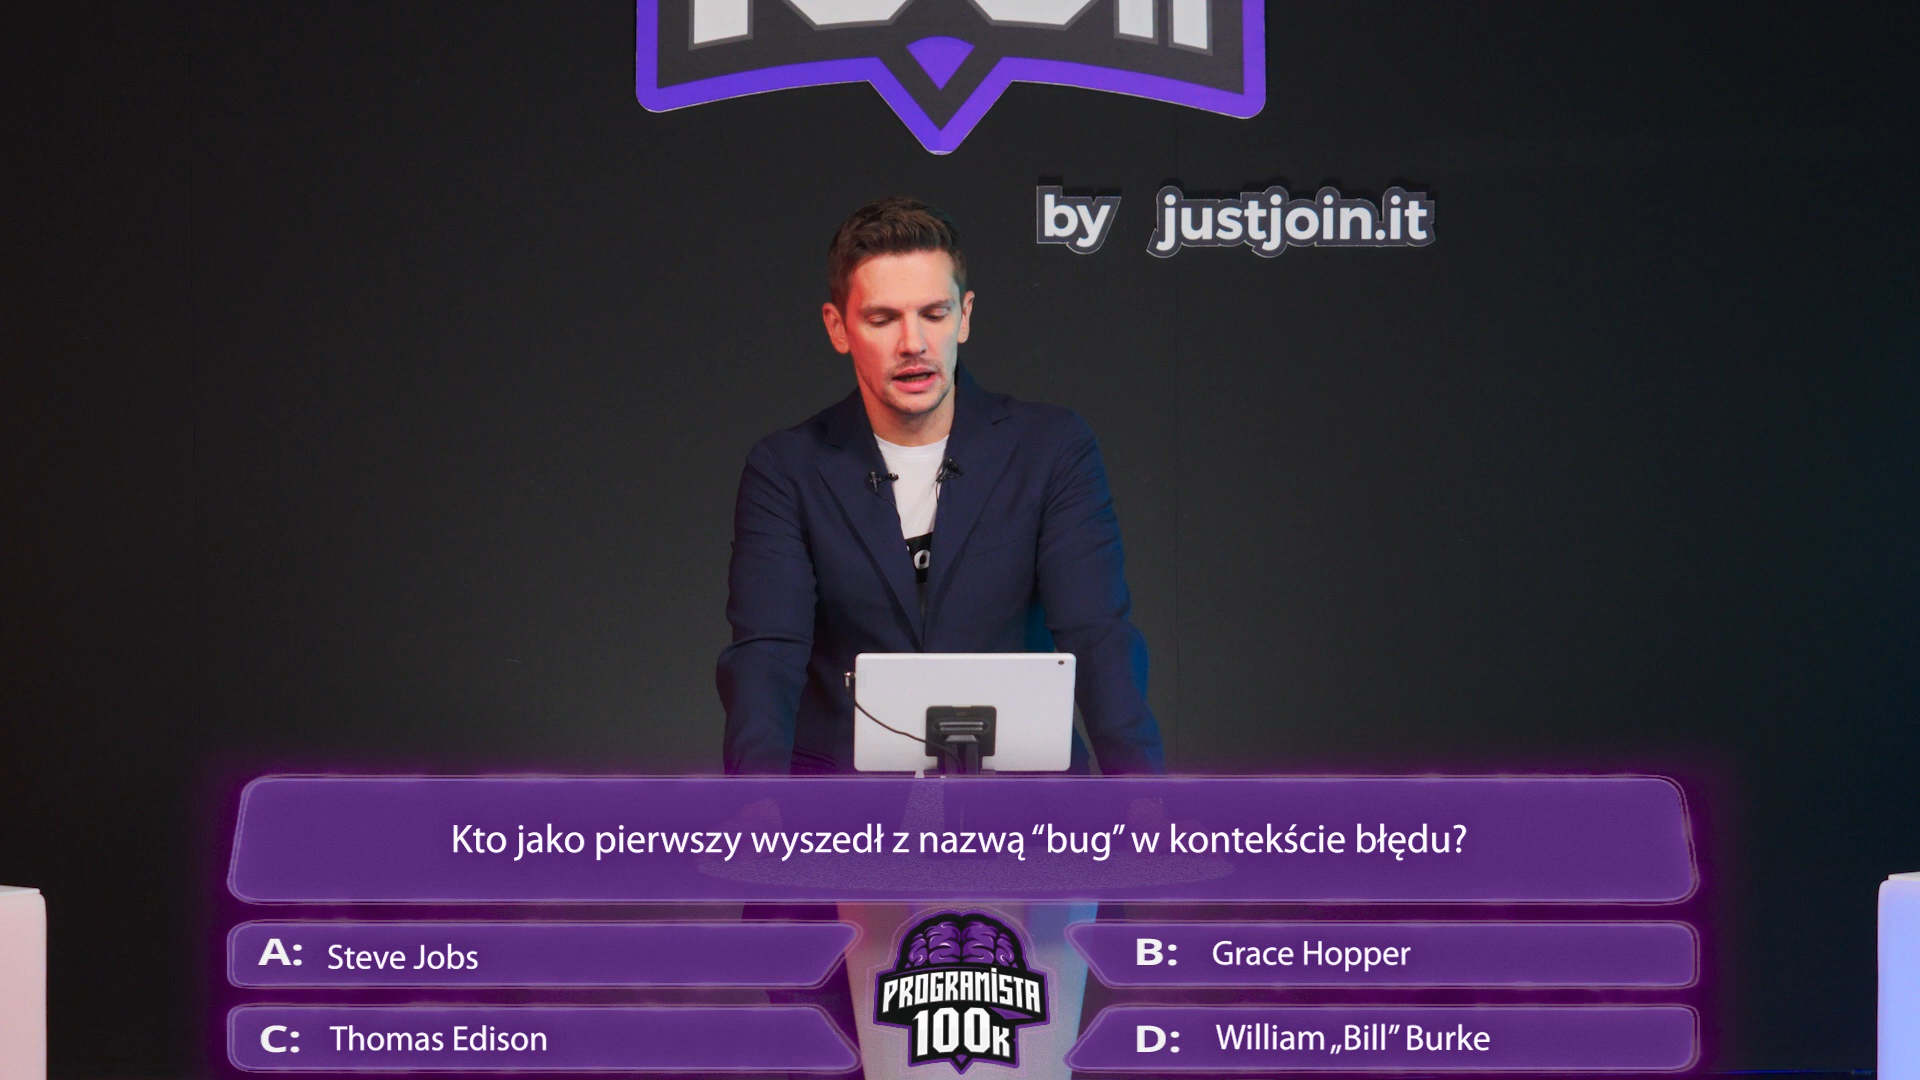 by justjoin.it
Kto jako pierwszy wyszedł z nazwą “bug” w kontekście błędu?
A: Steve Jobs
B: Grace Hopper
C: Thomas Edison
D: William „Bill” Burke
PROGRAMISTA
100K